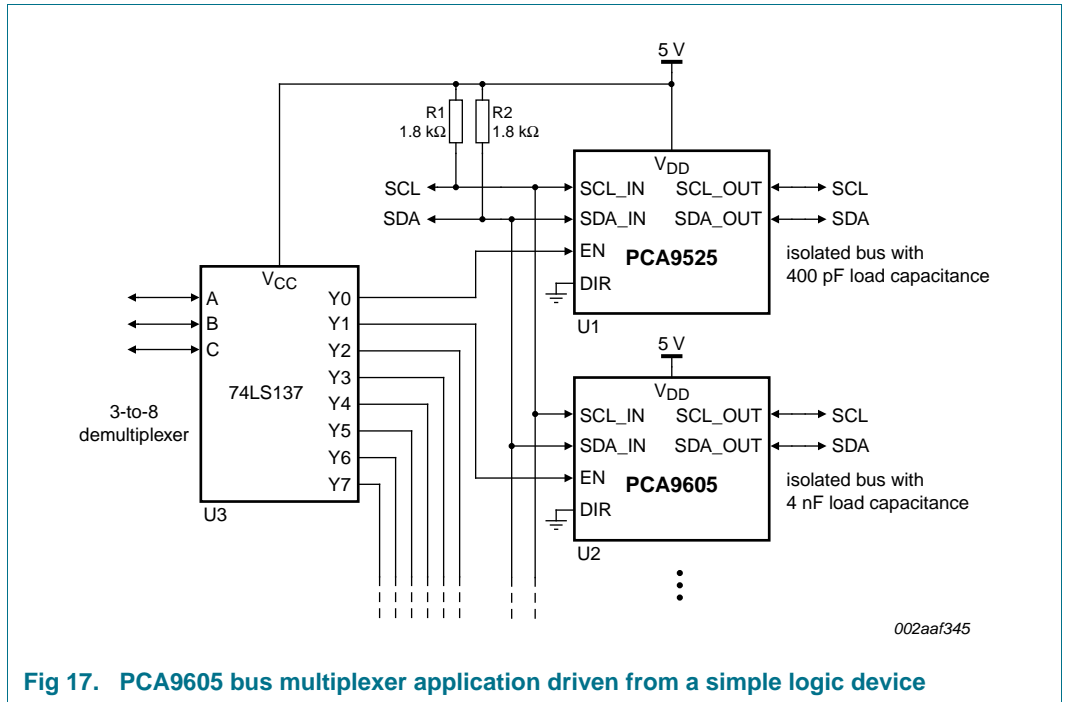 5 V
R1
1.8 kΩ
R2
1.8 kΩ
VDD
SCL
SCL_IN
SCL_OUT
SCL
SDA
SDA_IN
SDA_OUT
SDA
EN
PCA9525
DIR
isolated bus with
400 pF load capacitance
U1
VCC
A
B
C
Y0
Y1
Y2
Y3
Y4
Y5
Y6
Y7
74LS137
3-to-8
demultiplexer
U3
5 V
VDD
SCL_IN
SCL_OUT
SCL
SDA_IN
SDA_OUT
SDA
EN
PCA9605
DIR
isolated bus with
4 nF load capacitance
U2
002aaf345
Fig 17. PCA9605 bus multiplexer application driven from a simple logic device